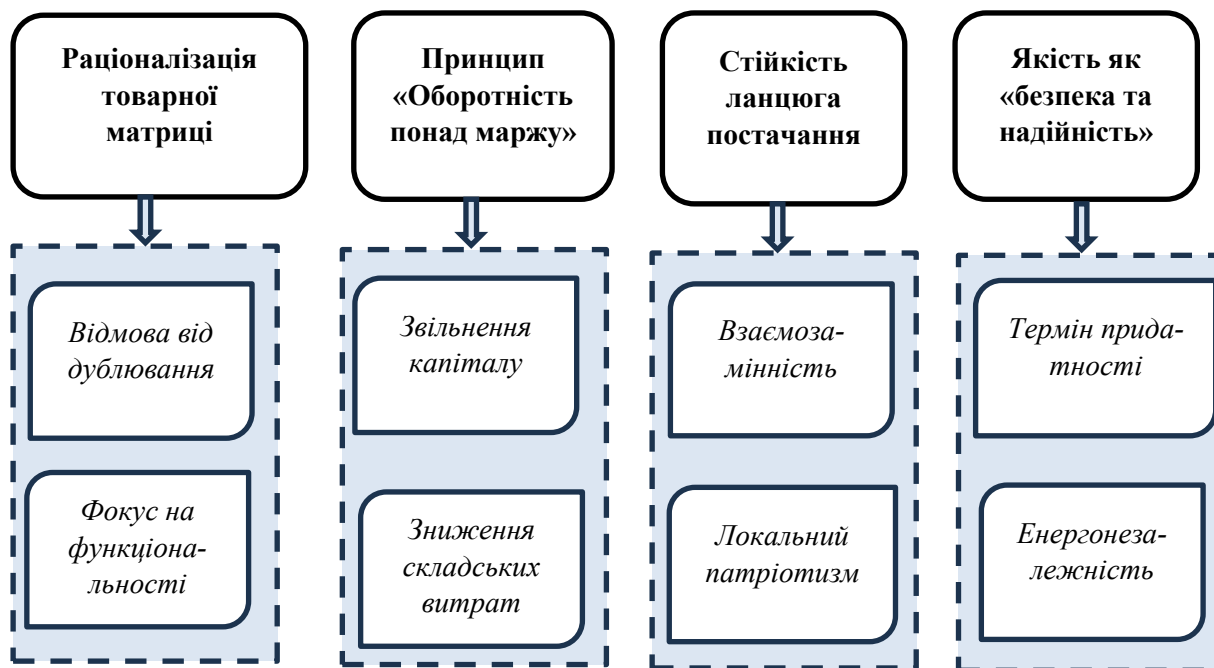 Раціоналізація
товарної
матриці
Принцип
«Оборотність
понад маржу»
Стійкість
ланцюга
постачання
Якість як
«безпека та
надійність»
Відмова від
дублювання
Звільнення
капіталу
Взаємоза-
мінність
Термін прида-
тності
Фокус на
функціона-
льності
Зниження
складських
витрат
Локальний
патріотизм
Енергонеза-
лежність